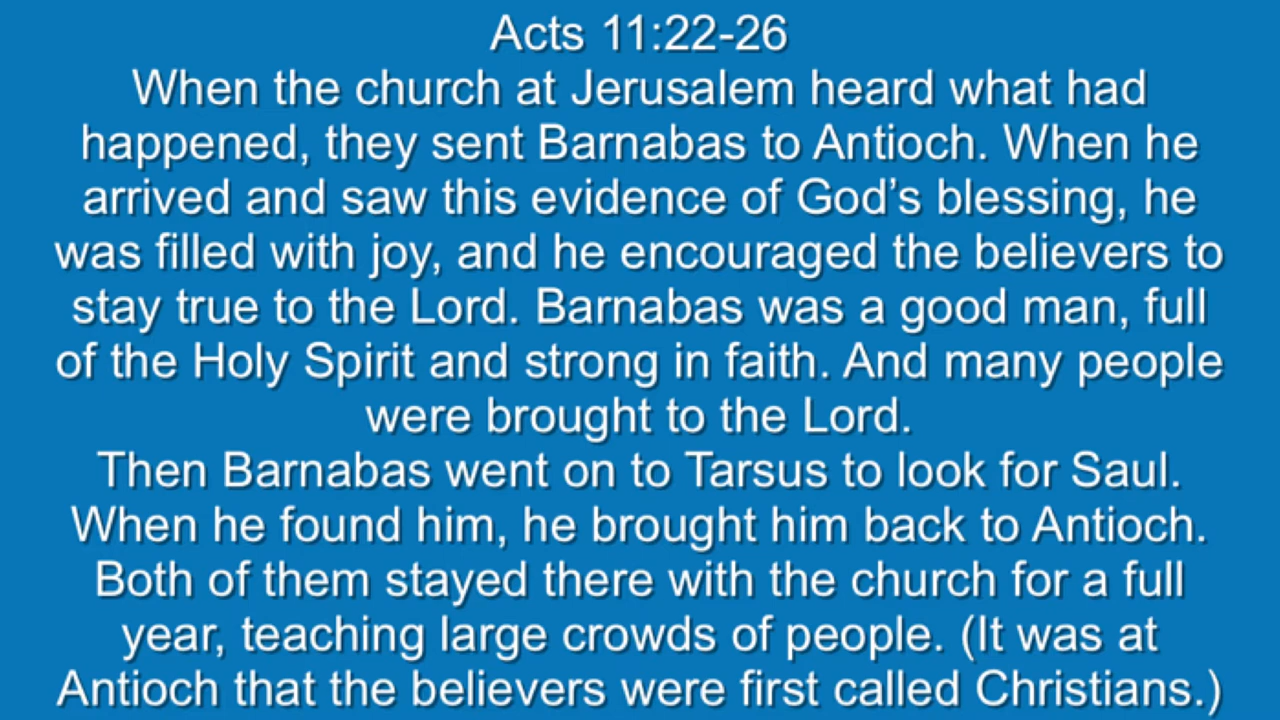 Acts 11:22-26
When the church at Jerusalem heard what had
happened, they sent Barnabas to Antioch. When he
arrived and saw this evidence of God’s blessing, he
was filled with joy, and he encouraged the believers to
stay true to the Lord. Barnabas was a good man, full
of the Holy Spirit and strong in faith. And many people
were brought to the Lord.
Then Barnabas went on to Tarsus to look for Saul.
When he found him, he brought him back to Antioch.
Both of them stayed there with the church for a full
year, teaching large crowds of people. (It was at
Antioch that the believers were first called Christians.)